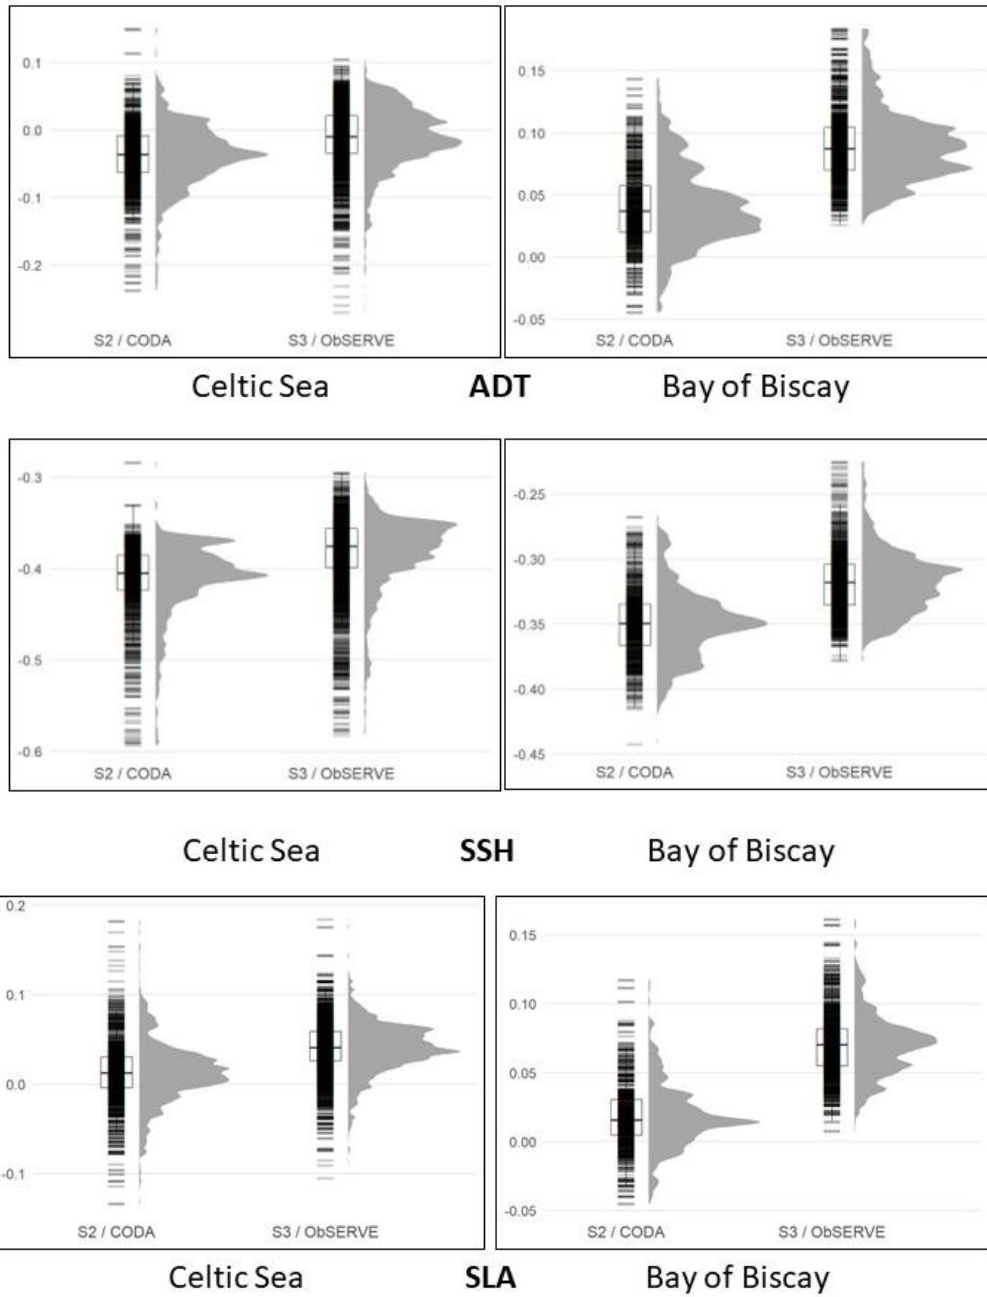 0.1
0.0
-0.1
-0.2
S2 / CODA
S3 / ObSERVE
0.15
0.10
0.05
0.00
-0.05
S2 / CODA
S3 / ObSERVE
Celtic Sea ADT Bay of Biscay
-0.3
-0.4
-0.5
-0.6
S2 / CODA
S3 / ObSERVE
-0.25
-0.30
-0.35
-0.40
-0.45
S2 / CODA
S3 / ObSERVE
Celtic Sea SSH Bay of Biscay
0.2
0.1
0.0
-0.1
S2 / CODA
S3 / ObSERVE
0.15
0.10
0.05
0.00
-0.05
S2 / CODA
S3 / ObSERVE
Celtic Sea SLA Bay of Biscay